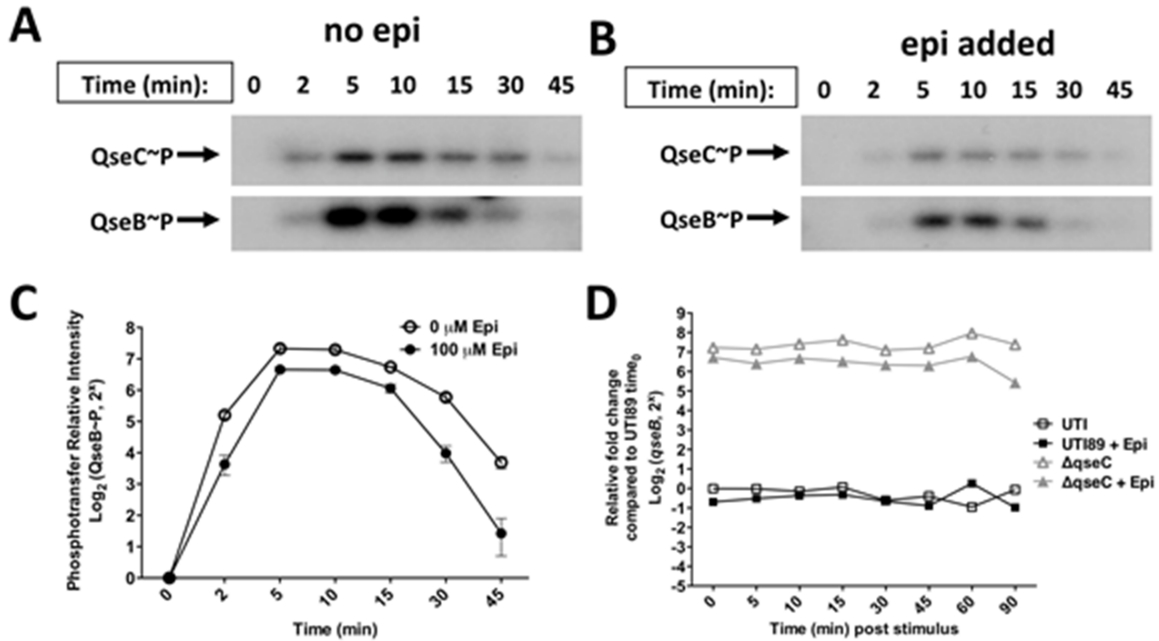 A
no epi
Time (min): 0 2 5 10 15 30 45
QseC~P
QseB~P
B
epi added
Time (min): 0 2 5 10 15 30 45
QseC~P
QseB~P
C
Phosphotransfer Relative Intensity
Log2 (QseB~P, 2ˣ)
8
7
6
5
4
3
2
1
0
0 μM Epi
100 μM Epi
0 2 5 10 15 30 45
Time (min)
D
Relative fold change
compared to UTI89 time₀
Log₂ (qseB, 2ˣ)
9
8
7
6
5
4
3
2
1
0
-1
-2
-3
-4
-5
UTI
UTI89 + Epi
ΔqseC
ΔqseC + Epi
0 5 10 15 30 45 60 90
Time (min) post stimulus